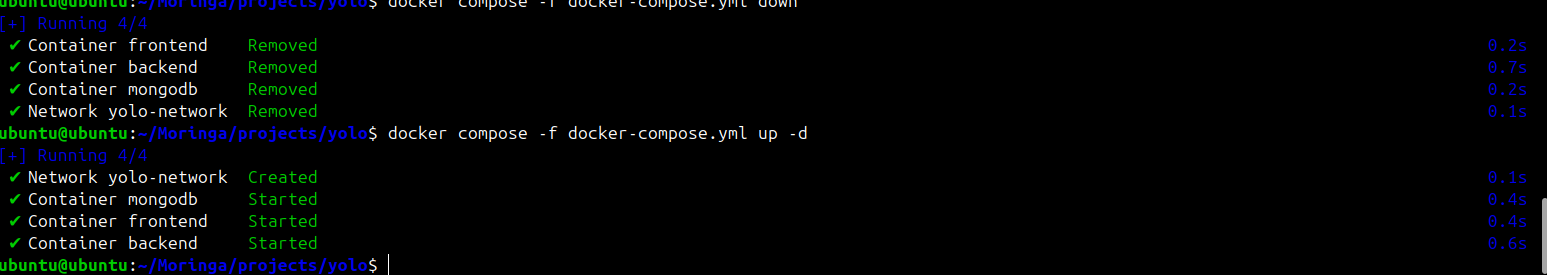 ubuntu@ubuntu:~/Moringa/projects/yolo$ docker compose -f docker-compose.yml down
[+] Running 4/4
✔ Container frontend Removed 0.2s
✔ Container backend Removed 0.7s
✔ Container mongodb Removed 0.2s
✔ Network yolo-network Removed 0.1s
ubuntu@ubuntu:~/Moringa/projects/yolo$ docker compose -f docker-compose.yml up -d
[+] Running 4/4
✔ Network yolo-network Created 0.1s
✔ Container mongodb Started 0.4s
✔ Container frontend Started 0.4s
✔ Container backend Started 0.6s
ubuntu@ubuntu:~/Moringa/projects/yolo$